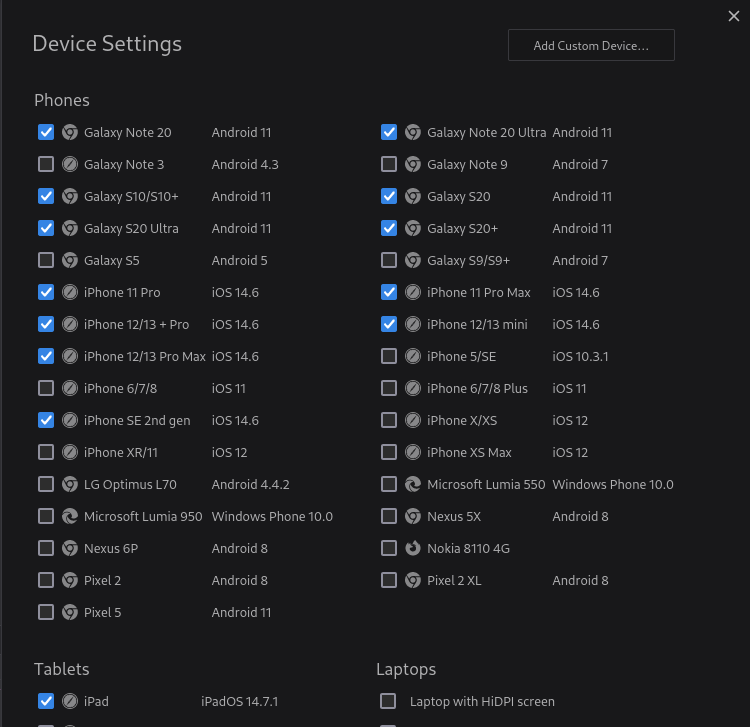 Device Settings
Add Custom Device...
Phones
Galaxy Note 20 Android 11
Galaxy Note 20 Ultra Android 11
Galaxy Note 3 Android 4.3
Galaxy Note 9 Android 7
Galaxy S10/S10+ Android 11
Galaxy S20 Android 11
Galaxy S20 Ultra Android 11
Galaxy S20+ Android 11
Galaxy S5 Android 5
Galaxy S9/S9+ Android 7
iPhone 11 Pro iOS 14.6
iPhone 11 Pro Max iOS 14.6
iPhone 12/13 + Pro iOS 14.6
iPhone 12/13 mini iOS 14.6
iPhone 12/13 Pro Max iOS 14.6
iPhone 5/SE iOS 10.3.1
iPhone 6/7/8 iOS 11
iPhone 6/7/8 Plus iOS 11
iPhone SE 2nd gen iOS 14.6
iPhone X/XS iOS 12
iPhone XR/11 iOS 12
iPhone XS Max iOS 12
LG Optimus L70 Android 4.4.2
Microsoft Lumia 550 Windows Phone 10.0
Microsoft Lumia 950 Windows Phone 10.0
Nexus 5X Android 8
Nexus 6P Android 8
Nokia 8110 4G
Pixel 2 Android 8
Pixel 2 XL Android 8
Pixel 5 Android 11
Tablets
Laptops
iPad iPadOS 14.7.1
Laptop with HiDPI screen